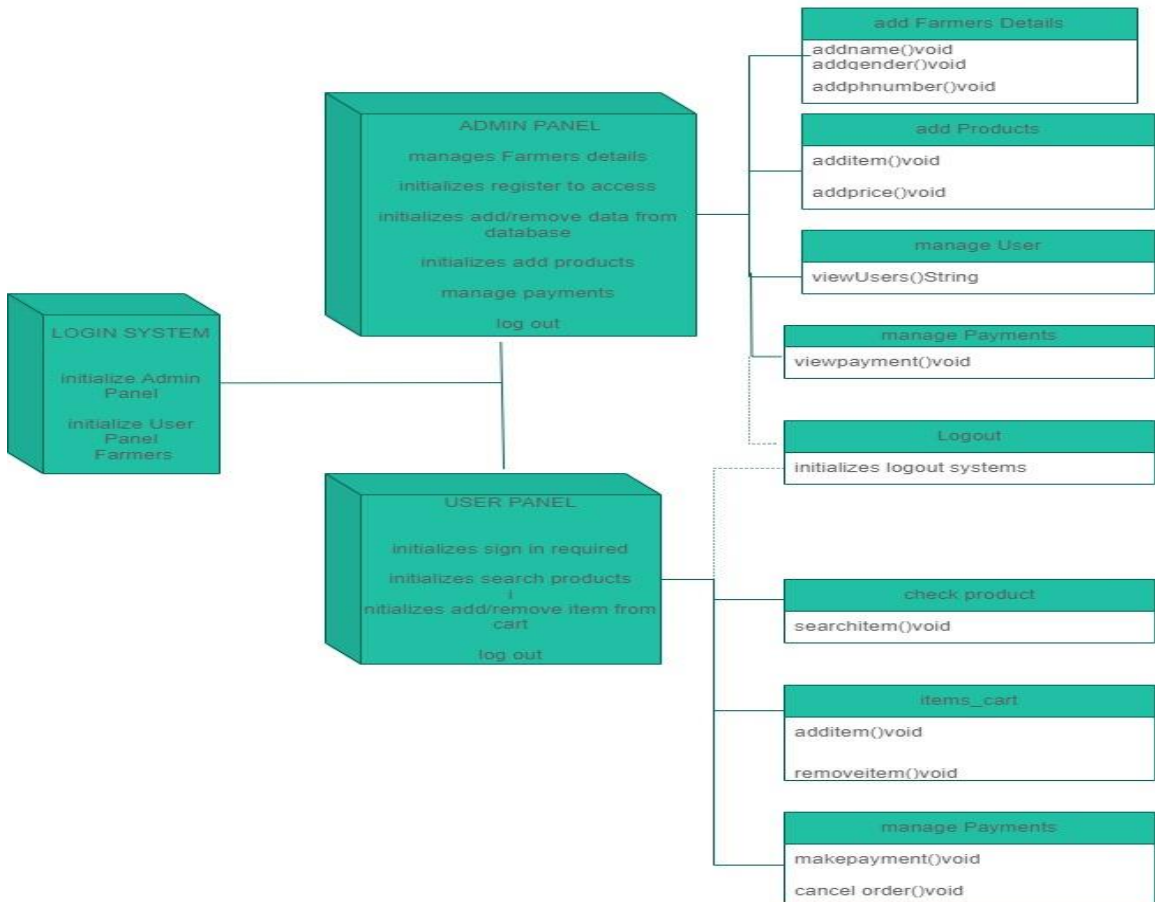 LOGIN SYSTEM
initialize Admin
Panel
initialize User
Panel
Farmers
ADMIN PANEL
manages Farmers details
initializes register to access
initializes add/remove data from
database
initializes add products
manage payments
log out
USER PANEL
initializes sign in required
initializes search products
i
nitializes add/remove item from
cart
log out
add Farmers Details
addname()void
addgender()void
addphnumber()void
add Products
additem()void
addprice()void
manage User
viewUsers()String
manage Payments
viewpayment()void
Logout
initializes logout systems
check product
searchitem()void
items_cart
additem()void
removeitem()void
manage Payments
makepayment()void
cancel order()void